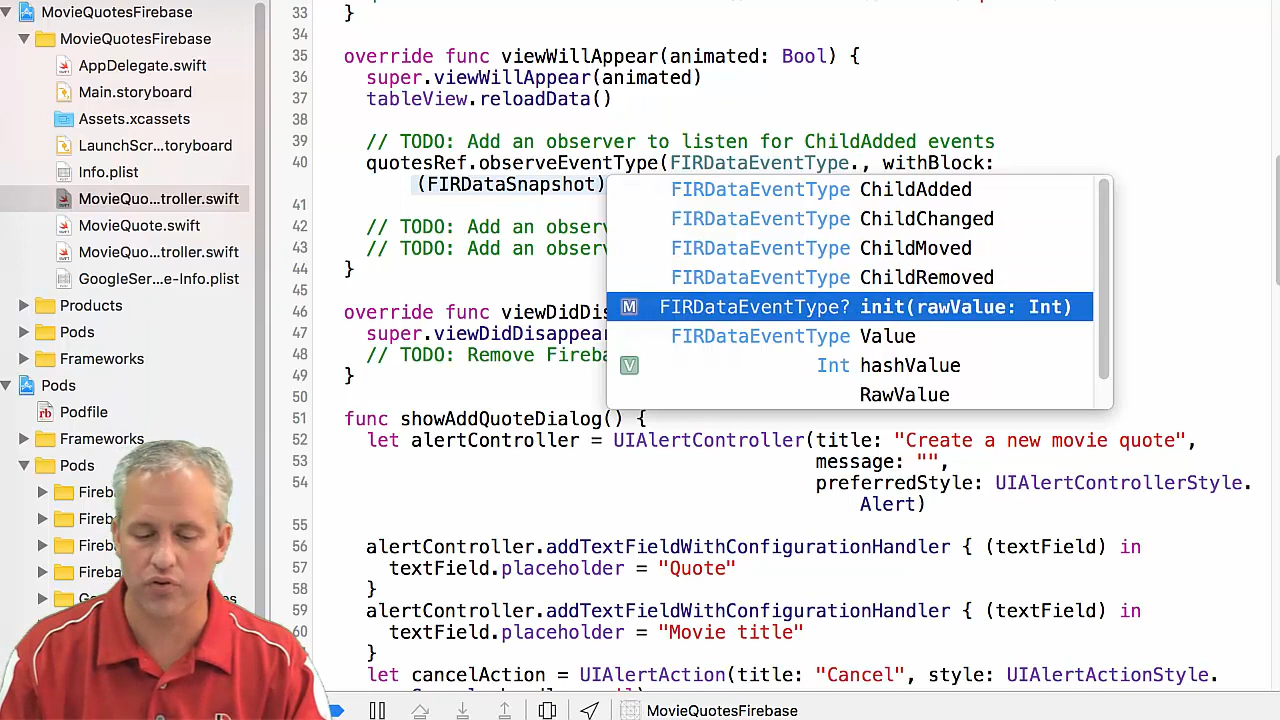 MovieQuotesFirebase
MovieQuotesFirebase
AppDelegate.swift
Main.storyboard
Assets.xcassets
LaunchScr...toryboard
Info.plist
MovieQuo...troller.swift
MovieQuote.swift
MovieQuo...troller.swift
GoogleSer...e-Info.plist
Products
Pods
Frameworks
Pods
Podfile
Frameworks
Pods
Fireb
Fireb
Fireb
Fireba
33 }
34
35 override func viewWillAppear(animated: Bool) {
36 super.viewWillAppear(animated)
37 tableView.reloadData()
38
39 // TODO: Add an observer to listen for ChildAdded events
40 quotesRef.observeEventType(FIRDataEventType., withBlock:
(FIRDataSnapshot)
41
42 // TODO: Add an obser
43 // TODO: Add an obser
44 }
45
46 override func viewDidDis
47 super.viewDidDisappear
48 // TODO: Remove Fireba
49 }
50
51 func showAddQuoteDialog() {
52 let alertController = UIAlertController(title: "Create a new movie quote",
53 message: "",
54 preferredStyle: UIAlertControllerStyle.
Alert)
55
56 alertController.addTextFieldWithConfigurationHandler { (textField) in
57 textField.placeholder = "Quote"
58 }
59 alertController.addTextFieldWithConfigurationHandler { (textField) in
60 textField.placeholder = "Movie title"
61 }
62 let cancelAction = UIAlertAction(title: "Cancel", style: UIAlertActionStyle.
FIRDataEventType ChildAdded
FIRDataEventType ChildChanged
FIRDataEventType ChildMoved
FIRDataEventType ChildRemoved
M FIRDataEventType? init(rawValue: Int)
FIRDataEventType Value
V Int hashValue
RawValue
MovieQuotesFirebase